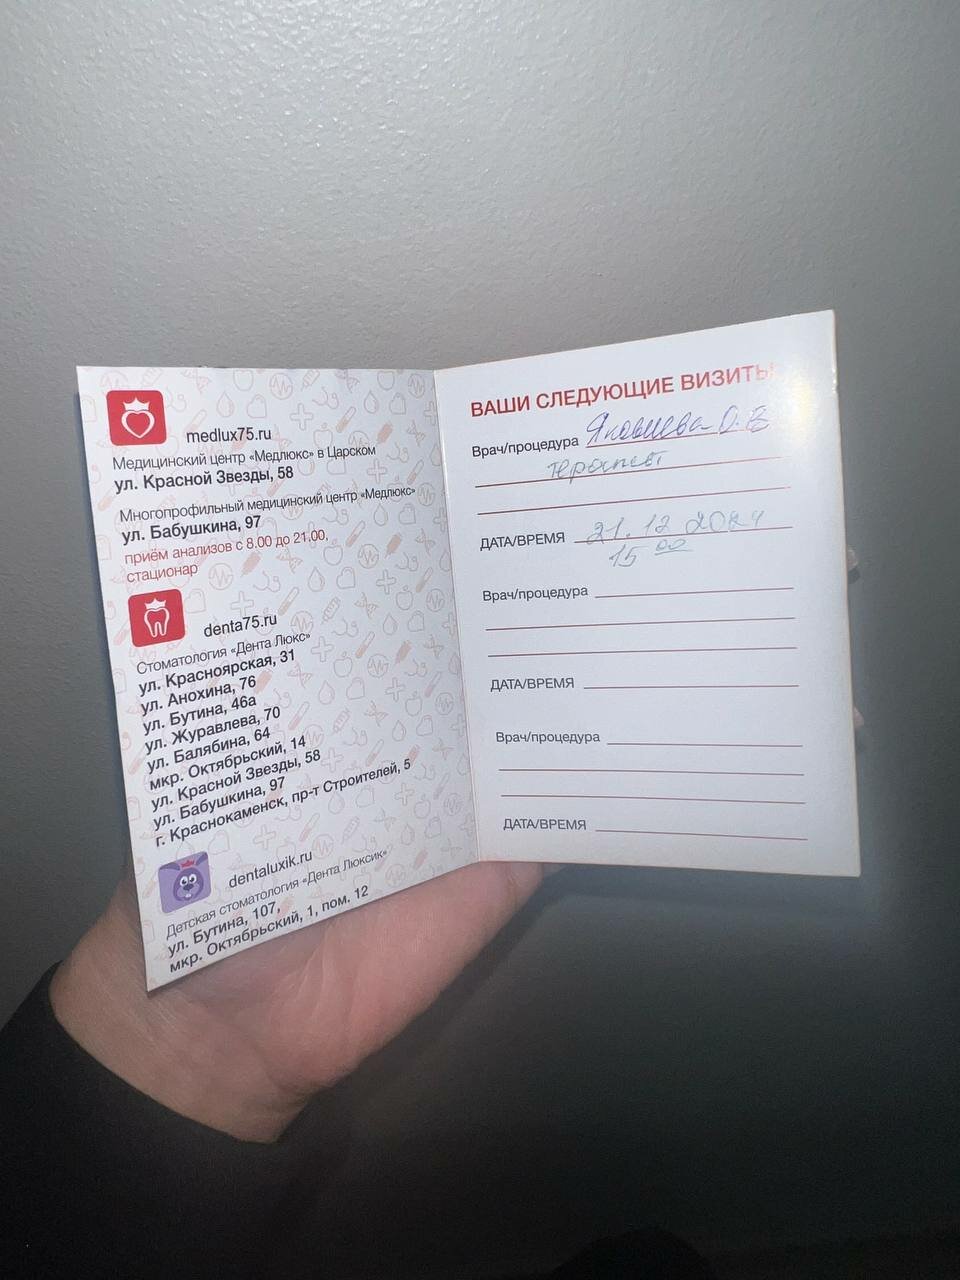 medlux75.ru
Медицинский центр «Медлюкс» в Царском
ул. Красной Звезды, 58
Многопрофильный медицинский центр «Медлюкс»
ул. Бабушкина, 97
приём анализов с 8.00 до 21.00,
стационар
denta75.ru
Стоматология «Дента Люкс»
ул. Красноярская, 31
ул. Анохина, 76
ул. Бутина, 46а
ул. Журавлева, 70
ул. Балябина, 64
мкр. Октябрьский, 14
ул. Красной Звезды, 58
ул. Бабушкина, 97
г. Краснокаменск, пр-т Строителей, 5
dentaluxik.ru
Детская стоматология «Дента Люксик»
ул. Бутина, 107,
мкр. Октябрьский, 1, пом. 12
ВАШИ СЛЕДУЮЩИЕ ВИЗИТЫ
Врач/процедура Яковлева О.В
терапевт
ДАТА/ВРЕМЯ 21.12.2024
15 00
Врач/процедура
ДАТА/ВРЕМЯ
Врач/процедура
ДАТА/ВРЕМЯ